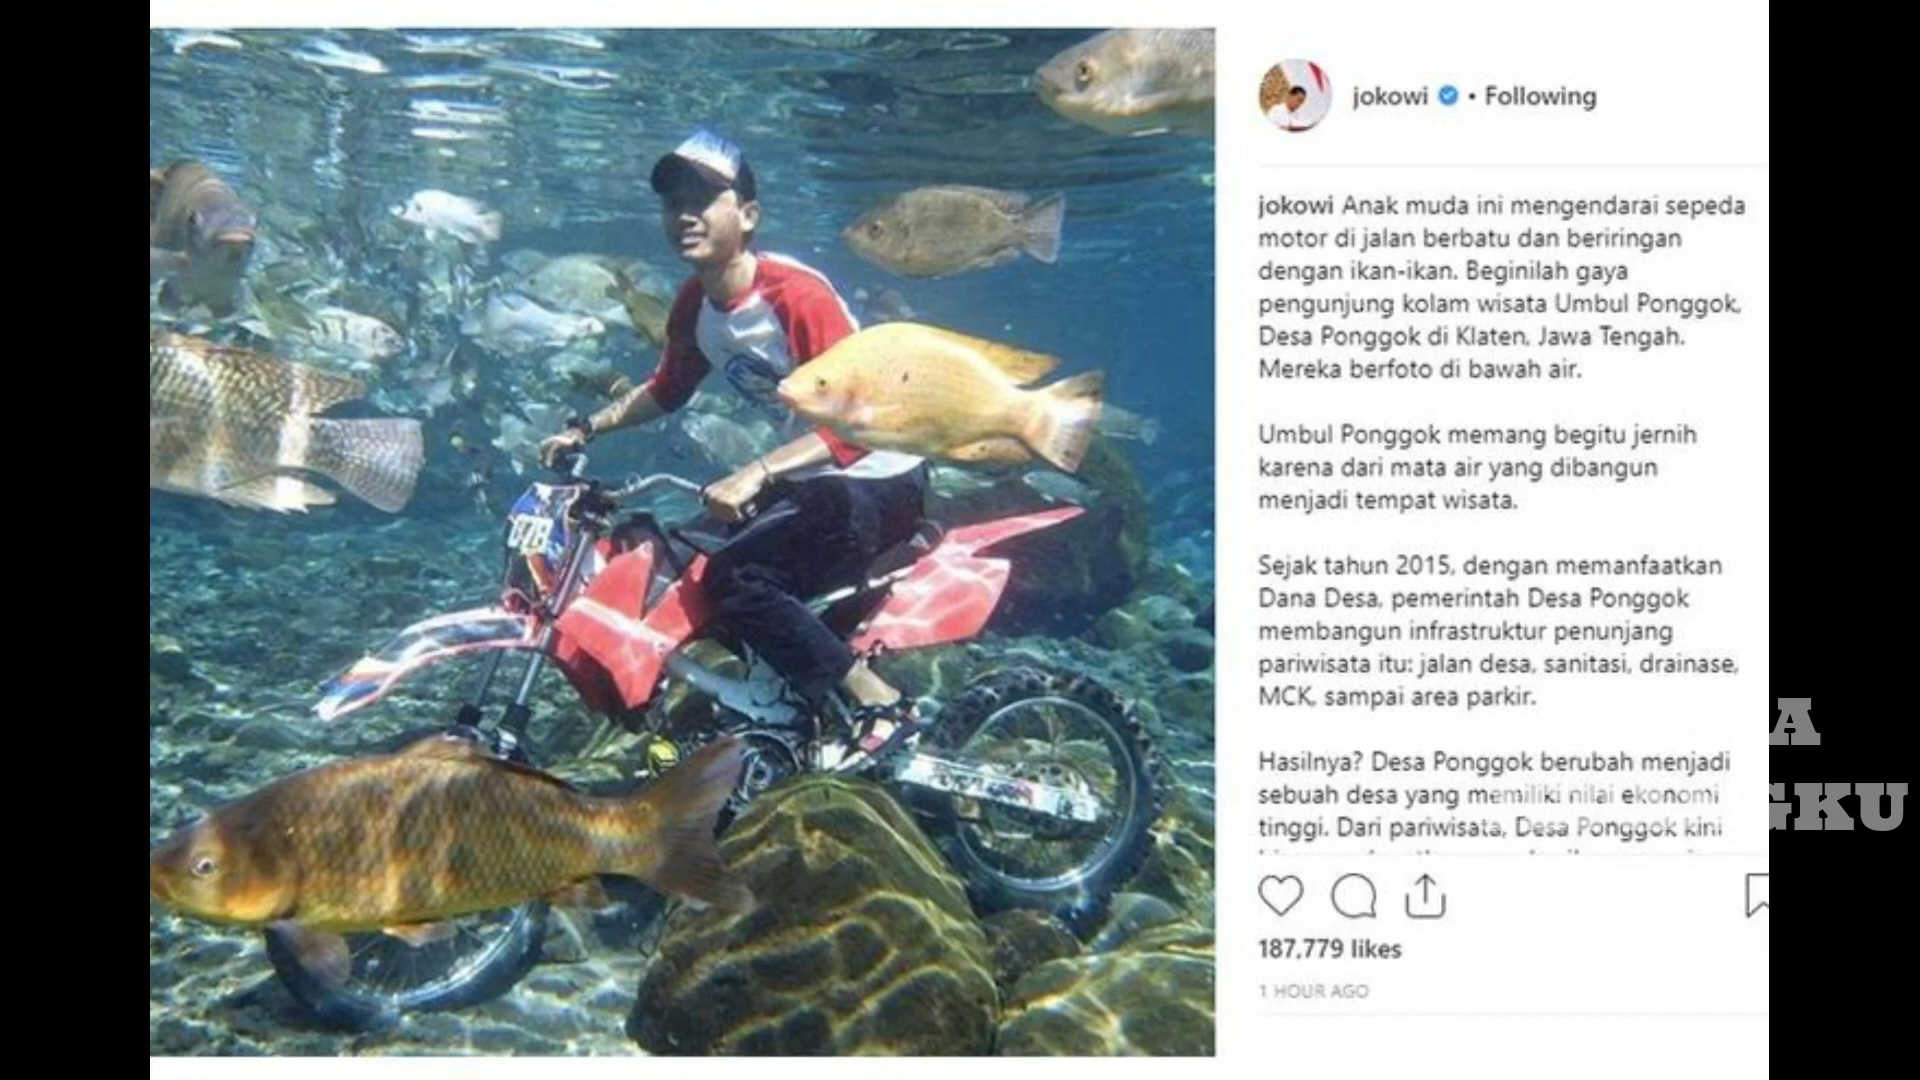 jokowi • Following
jokowi Anak muda ini mengendarai sepeda
motor di jalan berbatu dan beriringan
dengan ikan-ikan. Beginilah gaya
pengunjung kolam wisata Umbul Ponggok,
Desa Ponggok di Klaten, Jawa Tengah.
Mereka berfoto di bawah air.
Umbul Ponggok memang begitu jernih
karena dari mata air yang dibangun
menjadi tempat wisata.
Sejak tahun 2015, dengan memanfaatkan
Dana Desa, pemerintah Desa Ponggok
membangun infrastruktur penunjang
pariwisata itu: jalan desa, sanitasi, drainase,
MCK, sampai area parkir.
Hasilnya? Desa Ponggok berubah menjadi
sebuah desa yang memiliki nilai ekonomi
tinggi. Dari pariwisata, Desa Ponggok kini
187,779 likes
1 HOUR AGO